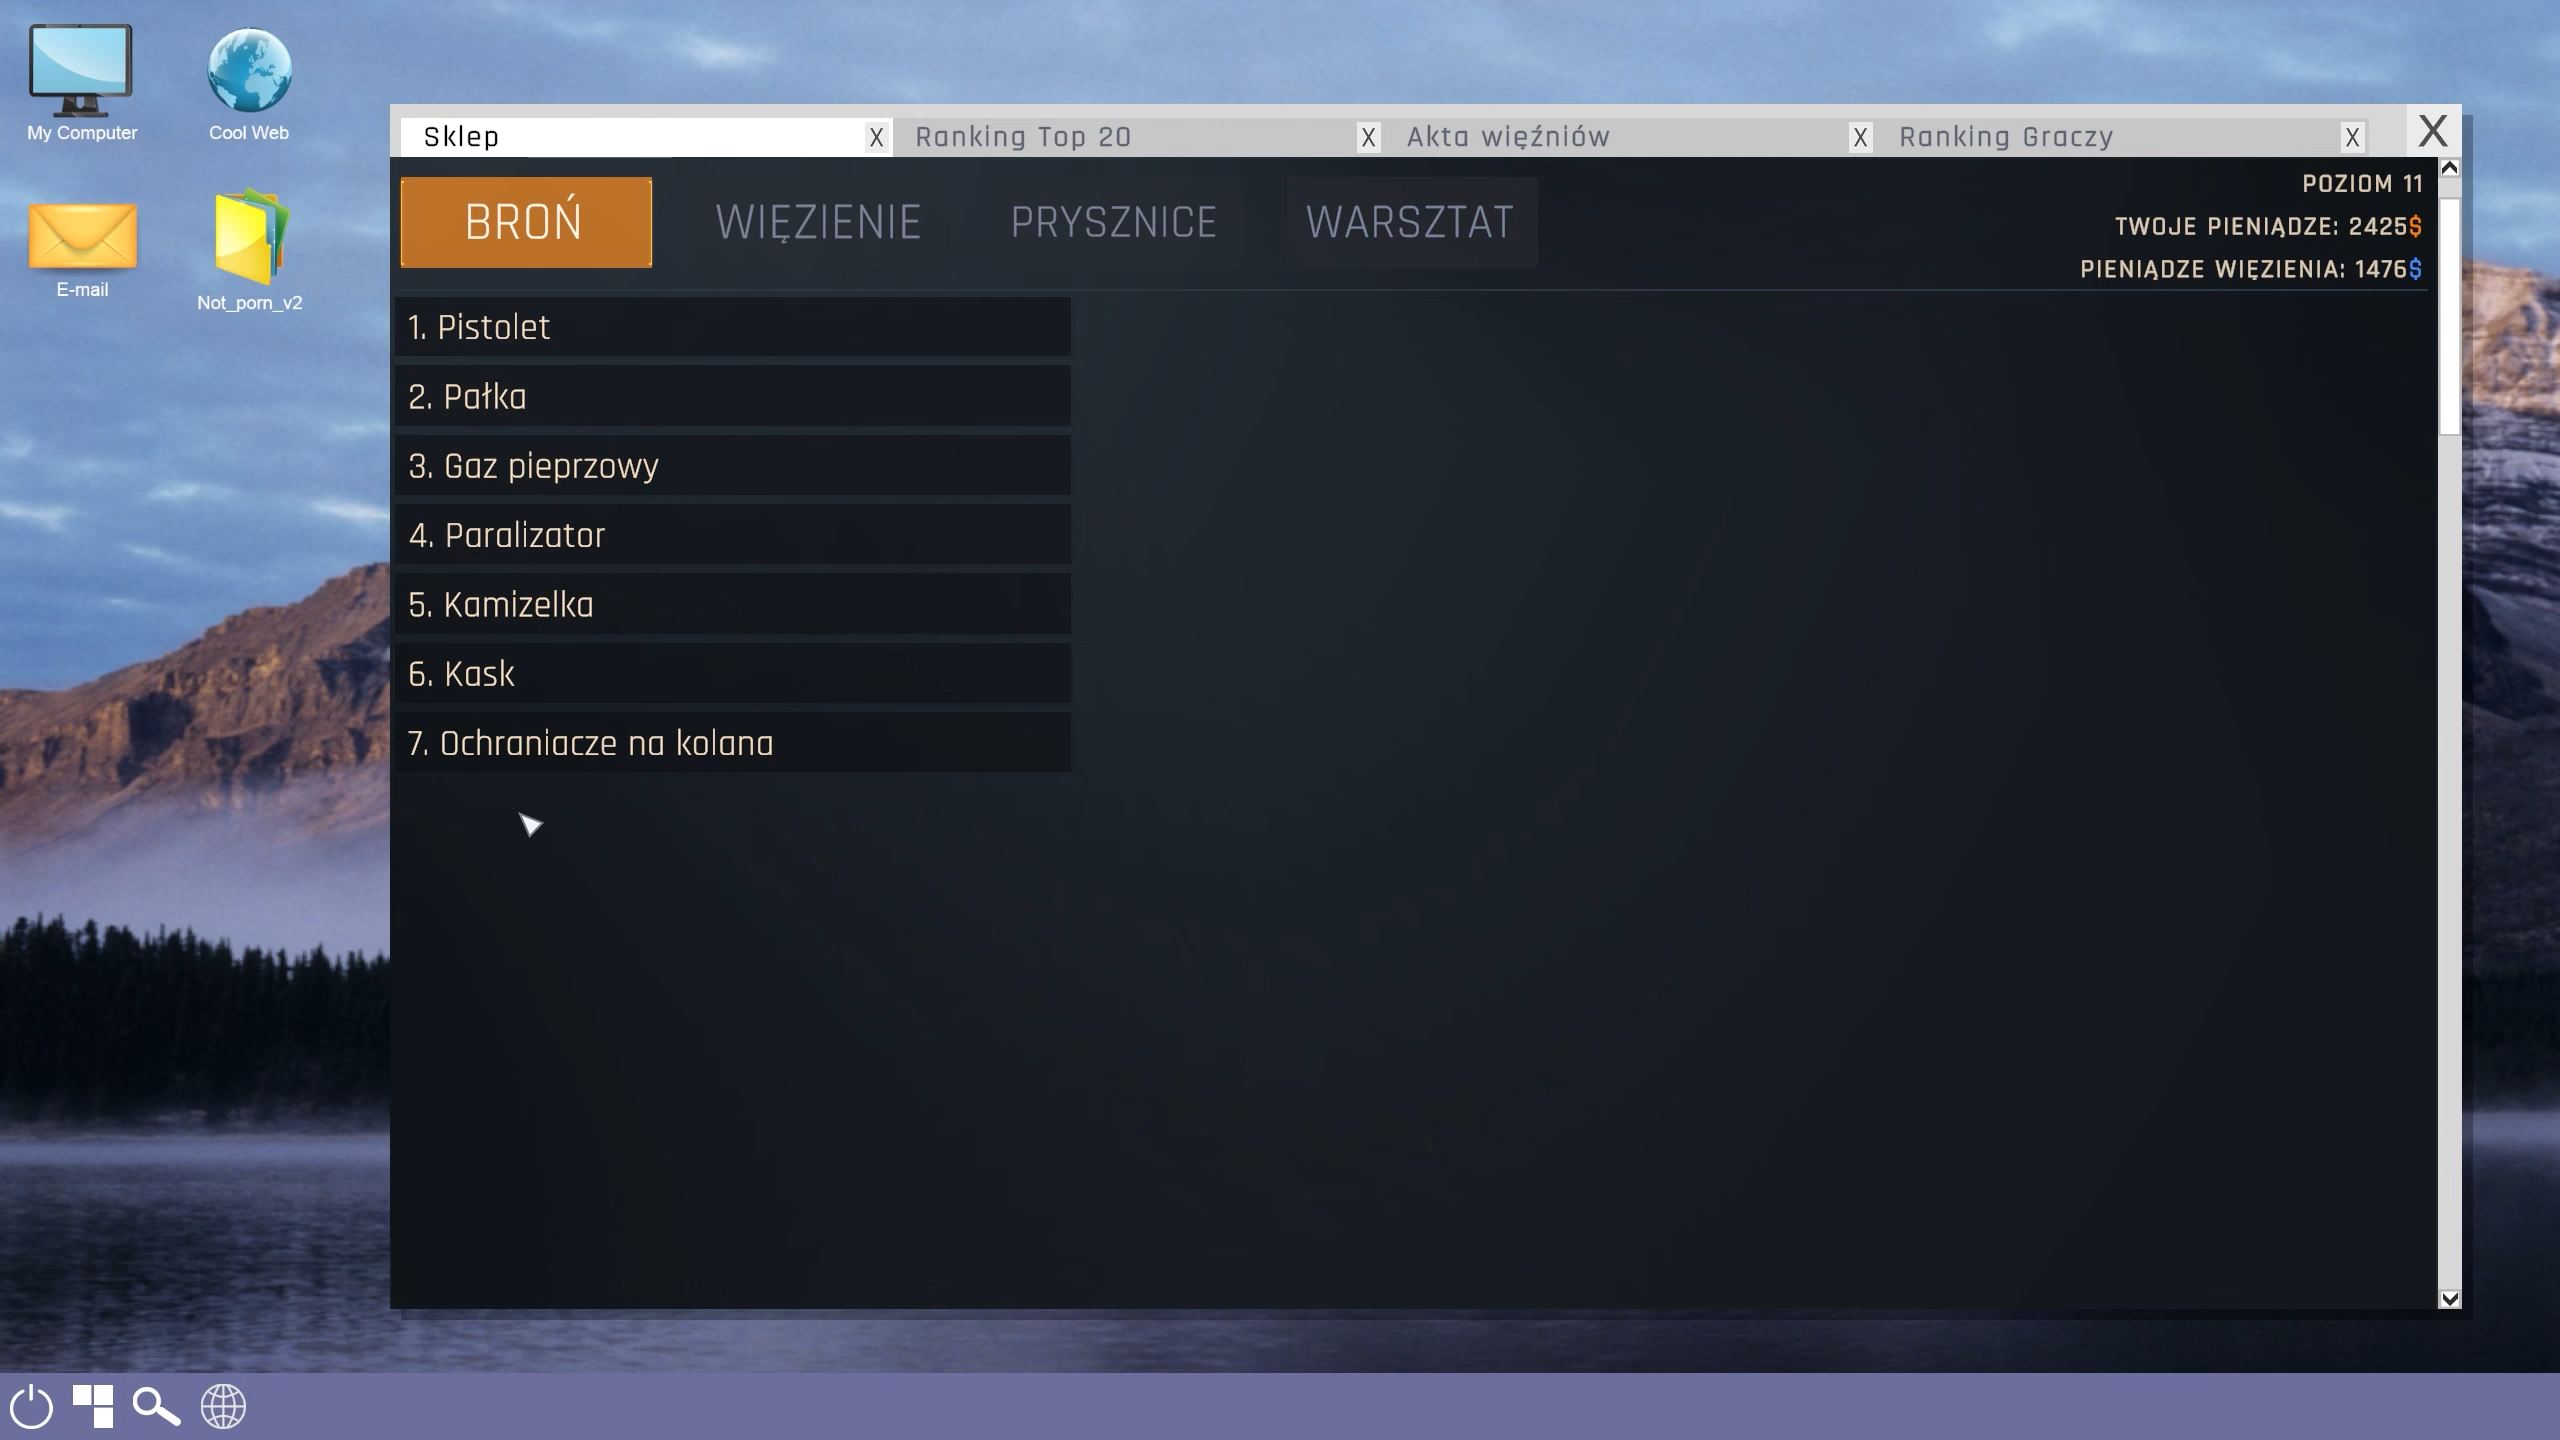 My Computer
Cool Web
E-mail
Not_porn_v2
Sklep X Ranking Top 20 X Akta więźniów X Ranking Graczy X X
BROŃ WIĘZIENIE PRYSZNICE WARSZTAT
POZIOM 11
TWOJE PIENIĄDZE: 2425$
PIENIĄDZE WIĘZIENIA: 1476$
1. Pistolet
2. Pałka
3. Gaz pieprzowy
4. Paralizator
5. Kamizelka
6. Kask
7. Ochraniacze na kolana